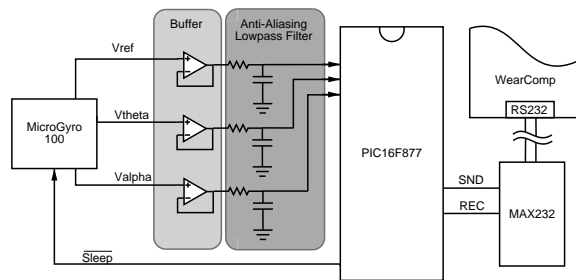 Buffer
Anti-Aliasing
Lowpass Filter
Vref
WearComp
RS232
MicroGyro
100
Vtheta
PIC16F877
Valpha
SND
REC
MAX232
Sleep